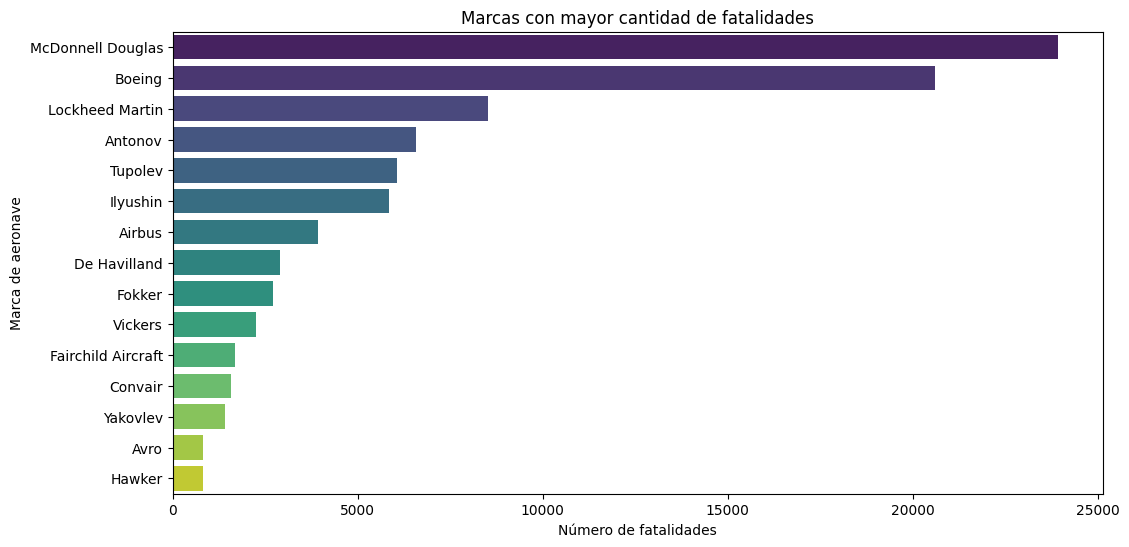 Marcas con mayor cantidad de fatalidades
Marca de aeronave
McDonnell Douglas
Boeing
Lockheed Martin
Antonov
Tupolev
Ilyushin
Airbus
De Havilland
Fokker
Vickers
Fairchild Aircraft
Convair
Yakovlev
Avro
Hawker
0 5000 10000 15000 20000 25000
Número de fatalidades